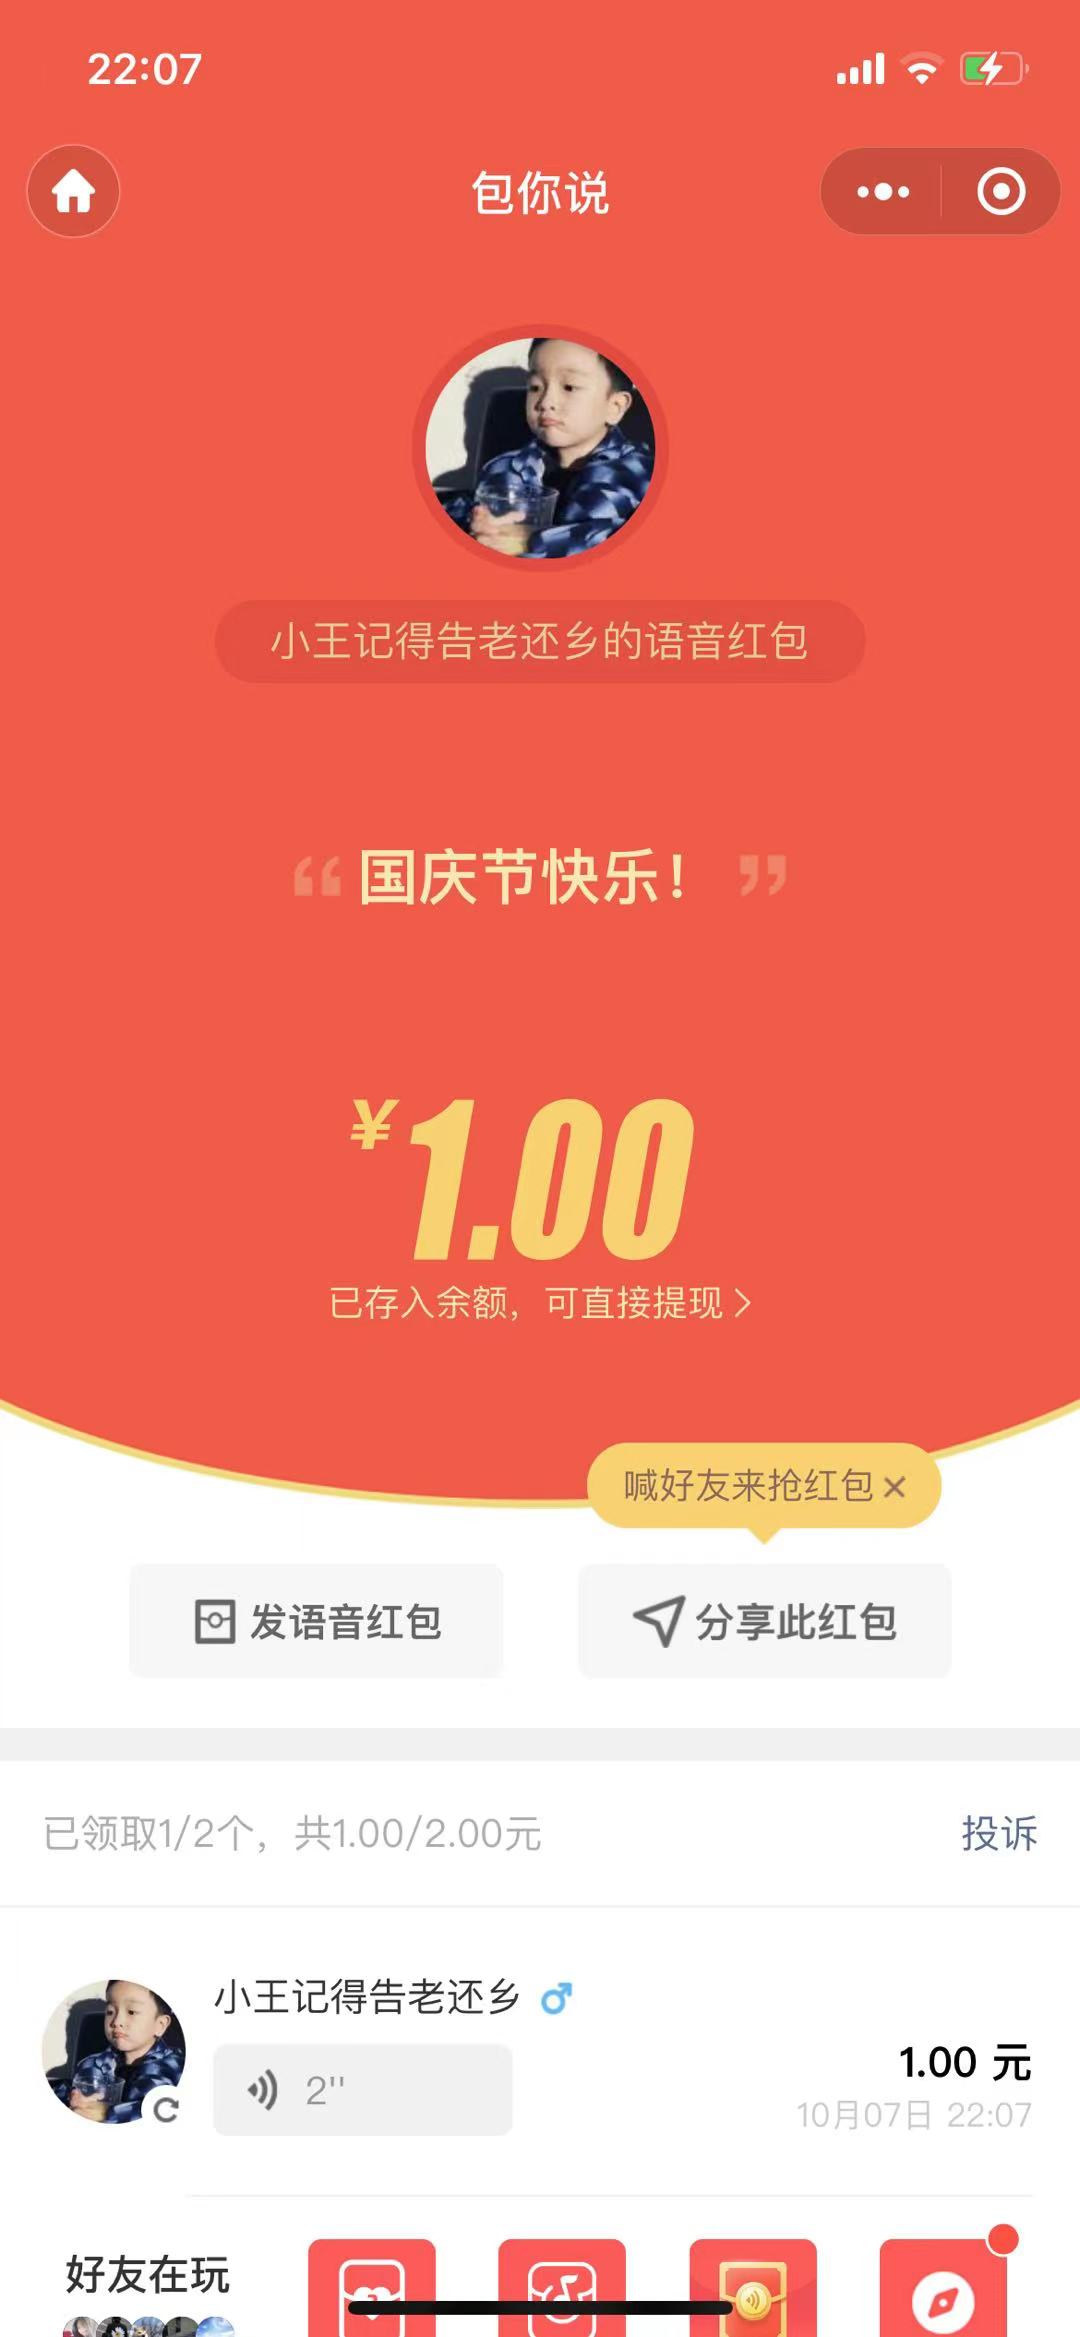 22:07
包你说
小王记得告老还乡的语音红包
“国庆节快乐！”
¥1.00
已存入余额，可直接提现 >
喊好友来抢红包 ×
发语音红包
分享此红包
已领取1/2个，共1.00/2.00元
投诉
小王记得告老还乡
2''
1.00 元
10月07日 22:07
好友在玩